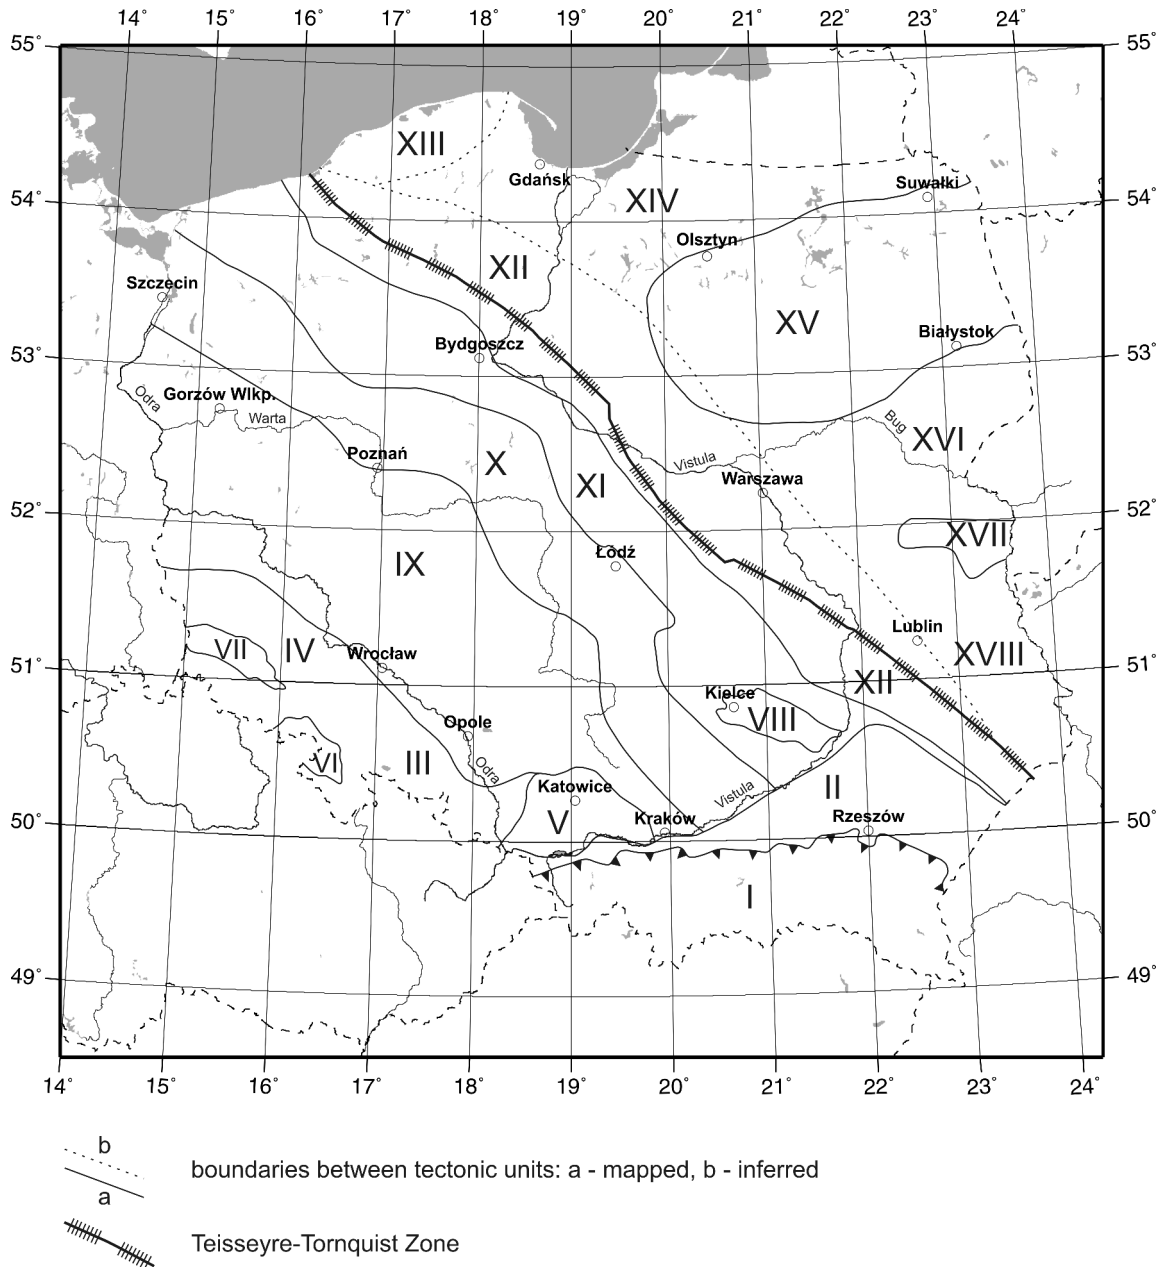 14° 15° 16° 17° 18° 19° 20° 21° 22° 23° 24°
55° 55°
XIII
Gdańsk
Suwałki
54° 54°
XIV
Olsztyn
XII
Szczecin
XV
Białystok
Bydgoszcz
53° 53°
Gorzów Wlkp.
Odra
Warta
Bug
XVI
Poznań
X
Vistula
XI
Warszawa
52° 52°
XVII
Łódź
IX
Lublin
VII
IV
Wrocław
XVIII
51° 51°
XII
Kielce
VIII
Opole
VI
III
Odra
Katowice
Vistula
II
V
Kraków
Rzeszów
50° 50°
I
49° 49°
14° 15° 16° 17° 18° 19° 20° 21° 22° 23° 24°
b
boundaries between tectonic units: a - mapped, b - inferred
a
Teisseyre-Tornquist Zone